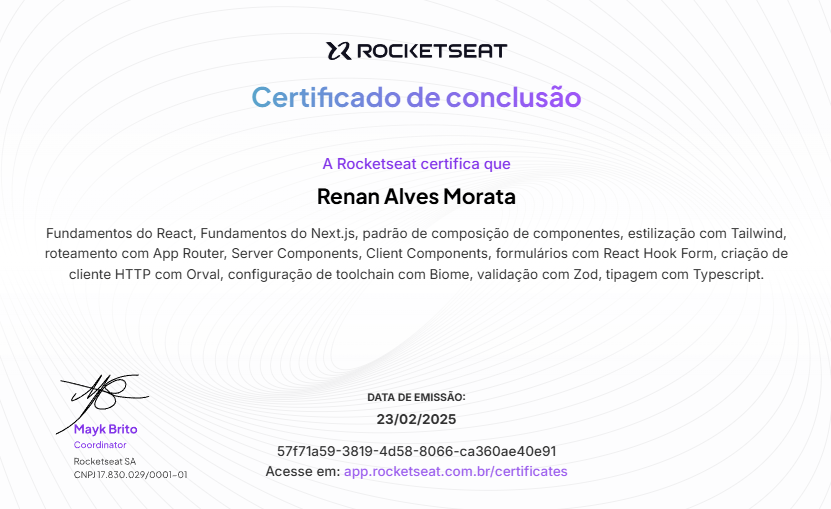 ROCKETSEAT
Certificado de conclusão
A Rocketseat certifica que
Renan Alves Morata
Fundamentos do React, Fundamentos do Next.js, padrão de composição de componentes, estilização com Tailwind,
roteamento com App Router, Server Components, Client Components, formulários com React Hook Form, criação de
cliente HTTP com Orval, configuração de toolchain com Biome, validação com Zod, tipagem com Typescript.
Mayk Brito
Coordinator
Rocketseat SA
CNPJ 17.830.029/0001-01
DATA DE EMISSÃO:
23/02/2025
57f71a59-3819-4d58-8066-ca360ae40e91
Acesse em: app.rocketseat.com.br/certificates